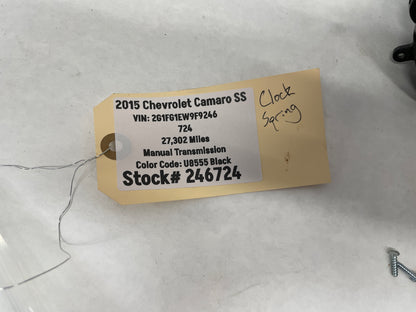 2015 Chevrolet Camaro SS
VIN: 2G1FG1EW9F9246
724
27,302 Miles
Manual Transmission
Color Code: U8555 Black
Stock# 246724
Clock
Spring